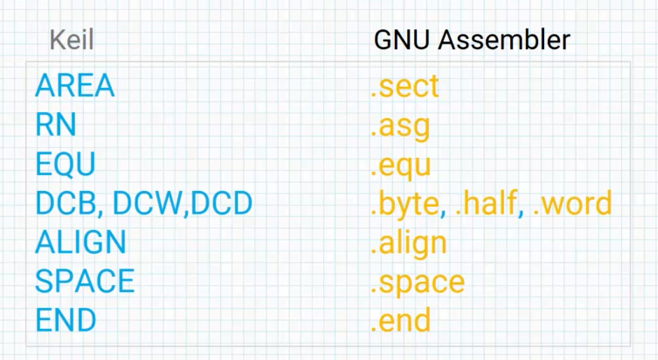 Keil GNU Assembler
AREA .sect
RN .asg
EQU .equ
DCB, DCW,DCD .byte, .half, .word
ALIGN .align
SPACE .space
END .end